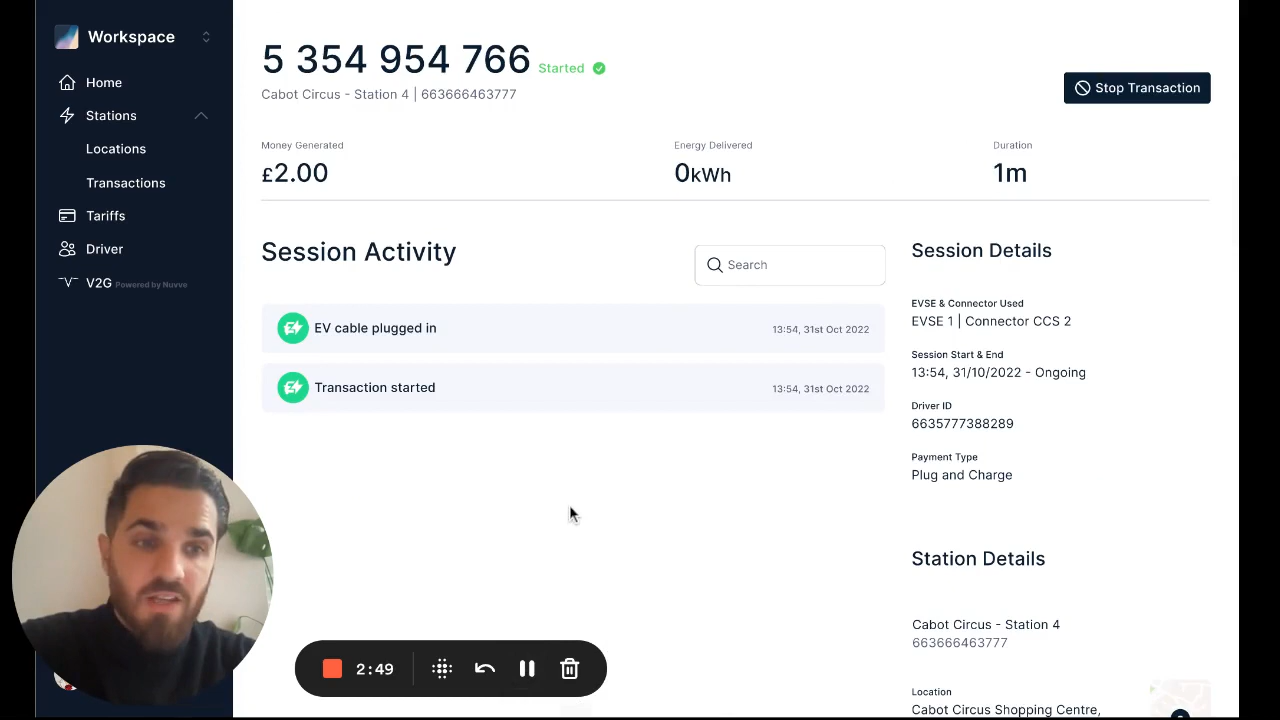 Workspace
Home
Stations
Locations
Transactions
Tariffs
Driver
V2G Powered by Nuvve
5 354 954 766 Started
Cabot Circus - Station 4 | 663666463777
Stop Transaction
Money Generated
£2.00
Energy Delivered
0kWh
Duration
1m
Session Activity
Search
EV cable plugged in 13:54, 31st Oct 2022
Transaction started 13:54, 31st Oct 2022
Session Details
EVSE & Connector Used
EVSE 1 | Connector CCS 2
Session Start & End
13:54, 31/10/2022 - Ongoing
Driver ID
6635777388289
Payment Type
Plug and Charge
Station Details
Cabot Circus - Station 4
663666463777
Location
Cabot Circus Shopping Centre,
2:49